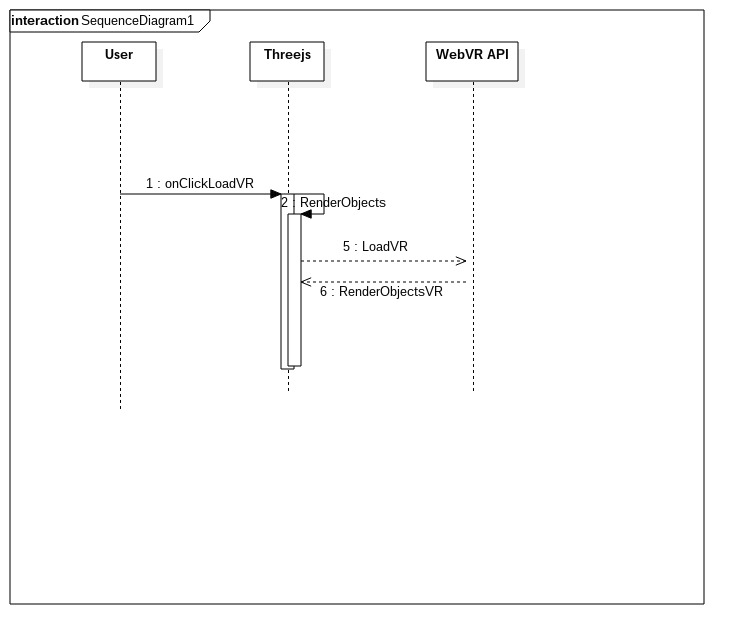 interaction SequenceDiagram1
User
Threejs
WebVR API
1 : onClickLoadVR
2 : RenderObjects
5 : LoadVR
6 : RenderObjectsVR